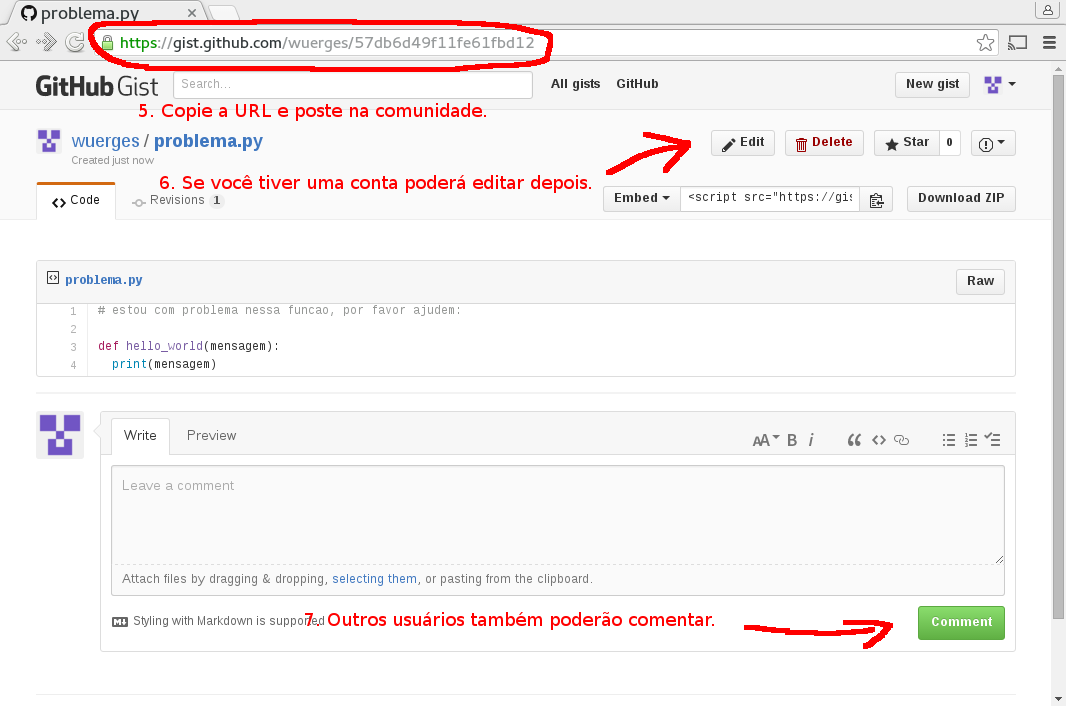 problema.py
https://gist.github.com/wuerges/57db6d49f11fe61fbd12
GitHub Gist Search... All gists GitHub New gist
5. Copie a URL e poste na comunidade.
wuerges / problema.py Edit Delete Star 0
Created just now
6. Se você tiver uma conta poderá editar depois.
Code Revisions 1 Embed <script src="https://gis Download ZIP
problema.py Raw
1 # estou com problema nessa funcao, por favor ajudem:
2
3 def hello_world(mensagem):
4 print(mensagem)
Write Preview AA B i
Leave a comment
Attach files by dragging & dropping, selecting them, or pasting from the clipboard.
Styling with Markdown is supported
7. Outros usuários também poderão comentar.
Comment